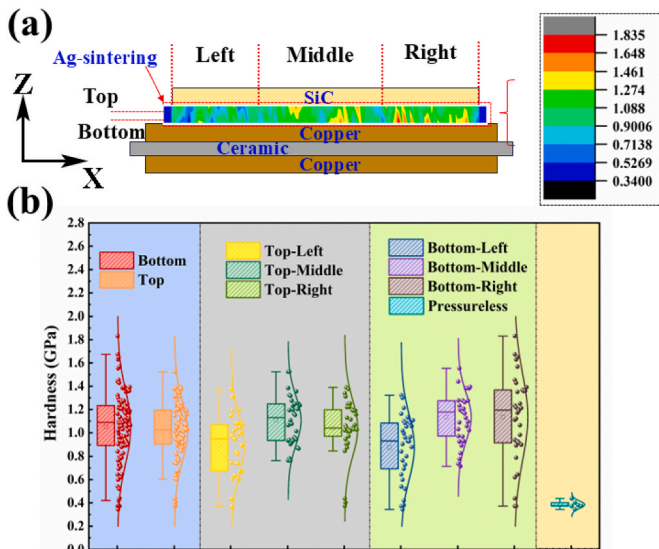 (a)
Left Middle Right
Ag-sintering
Z
Top
SiC
Bottom
Copper
Ceramic
X
Copper
1.835
1.648
1.461
1.274
1.088
0.9006
0.7138
0.5269
0.3400
(b)
Hardness (GPa)
2.8
2.6
2.4
2.2
2.0
1.8
1.6
1.4
1.2
1.0
0.8
0.6
0.4
0.2
0.0
Bottom
Top
Top-Left
Top-Middle
Top-Right
Bottom-Left
Bottom-Middle
Bottom-Right
Pressureless